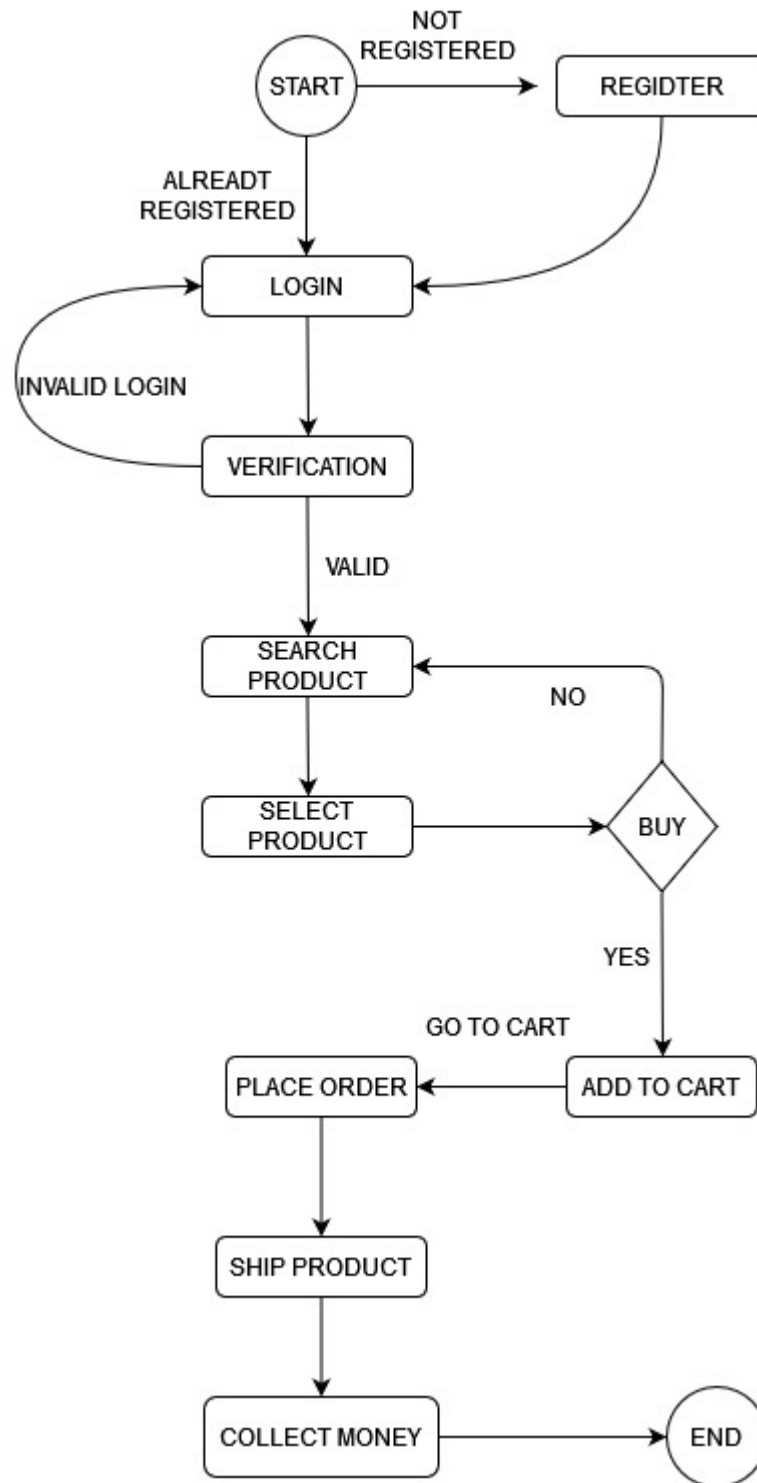 NOT
REGISTERED
START
REGIDTER
ALREADT
REGISTERED
LOGIN
INVALID LOGIN
VERIFICATION
VALID
SEARCH
PRODUCT
NO
SELECT
PRODUCT
BUY
YES
GO TO CART
PLACE ORDER
ADD TO CART
SHIP PRODUCT
COLLECT MONEY
END